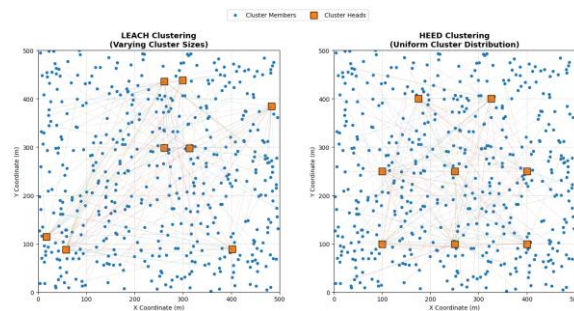 Cluster Members
Cluster Heads
LEACH Clustering
(Varying Cluster Sizes)
500
400
300
200
100
0
0
100
200
300
400
500
Y Coordinate (m)
X Coordinate (m)
HEED Clustering
(Uniform Cluster Distribution)
500
400
300
200
100
0
0
100
200
300
400
500
Y Coordinate (m)
X Coordinate (m)